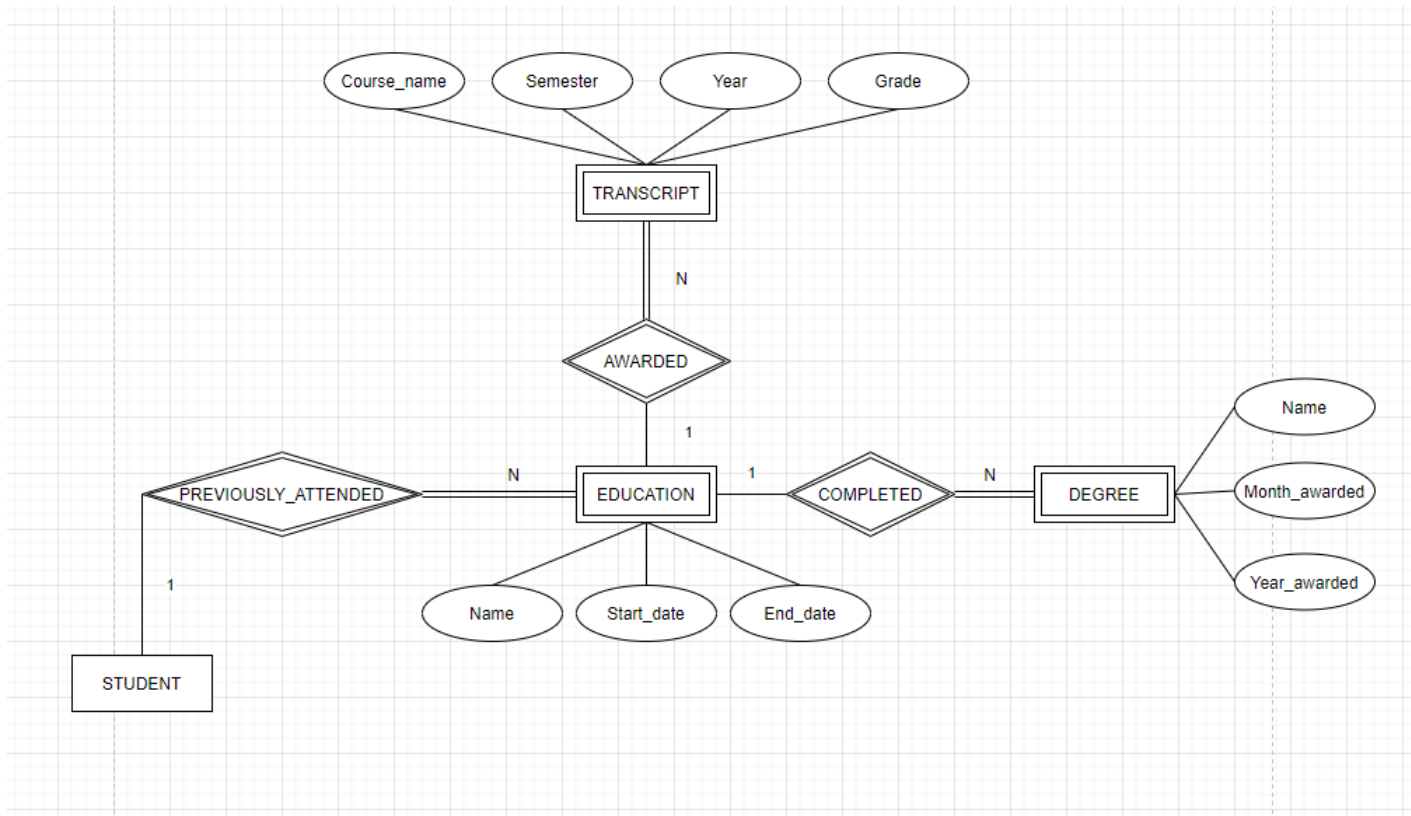 Course_name
Semester
Year
Grade
TRANSCRIPT
N
AWARDED
1
Name
PREVIOUSLY_ATTENDED
N
EDUCATION
1
COMPLETED
N
DEGREE
Month_awarded
Year_awarded
1
Name
Start_date
End_date
STUDENT